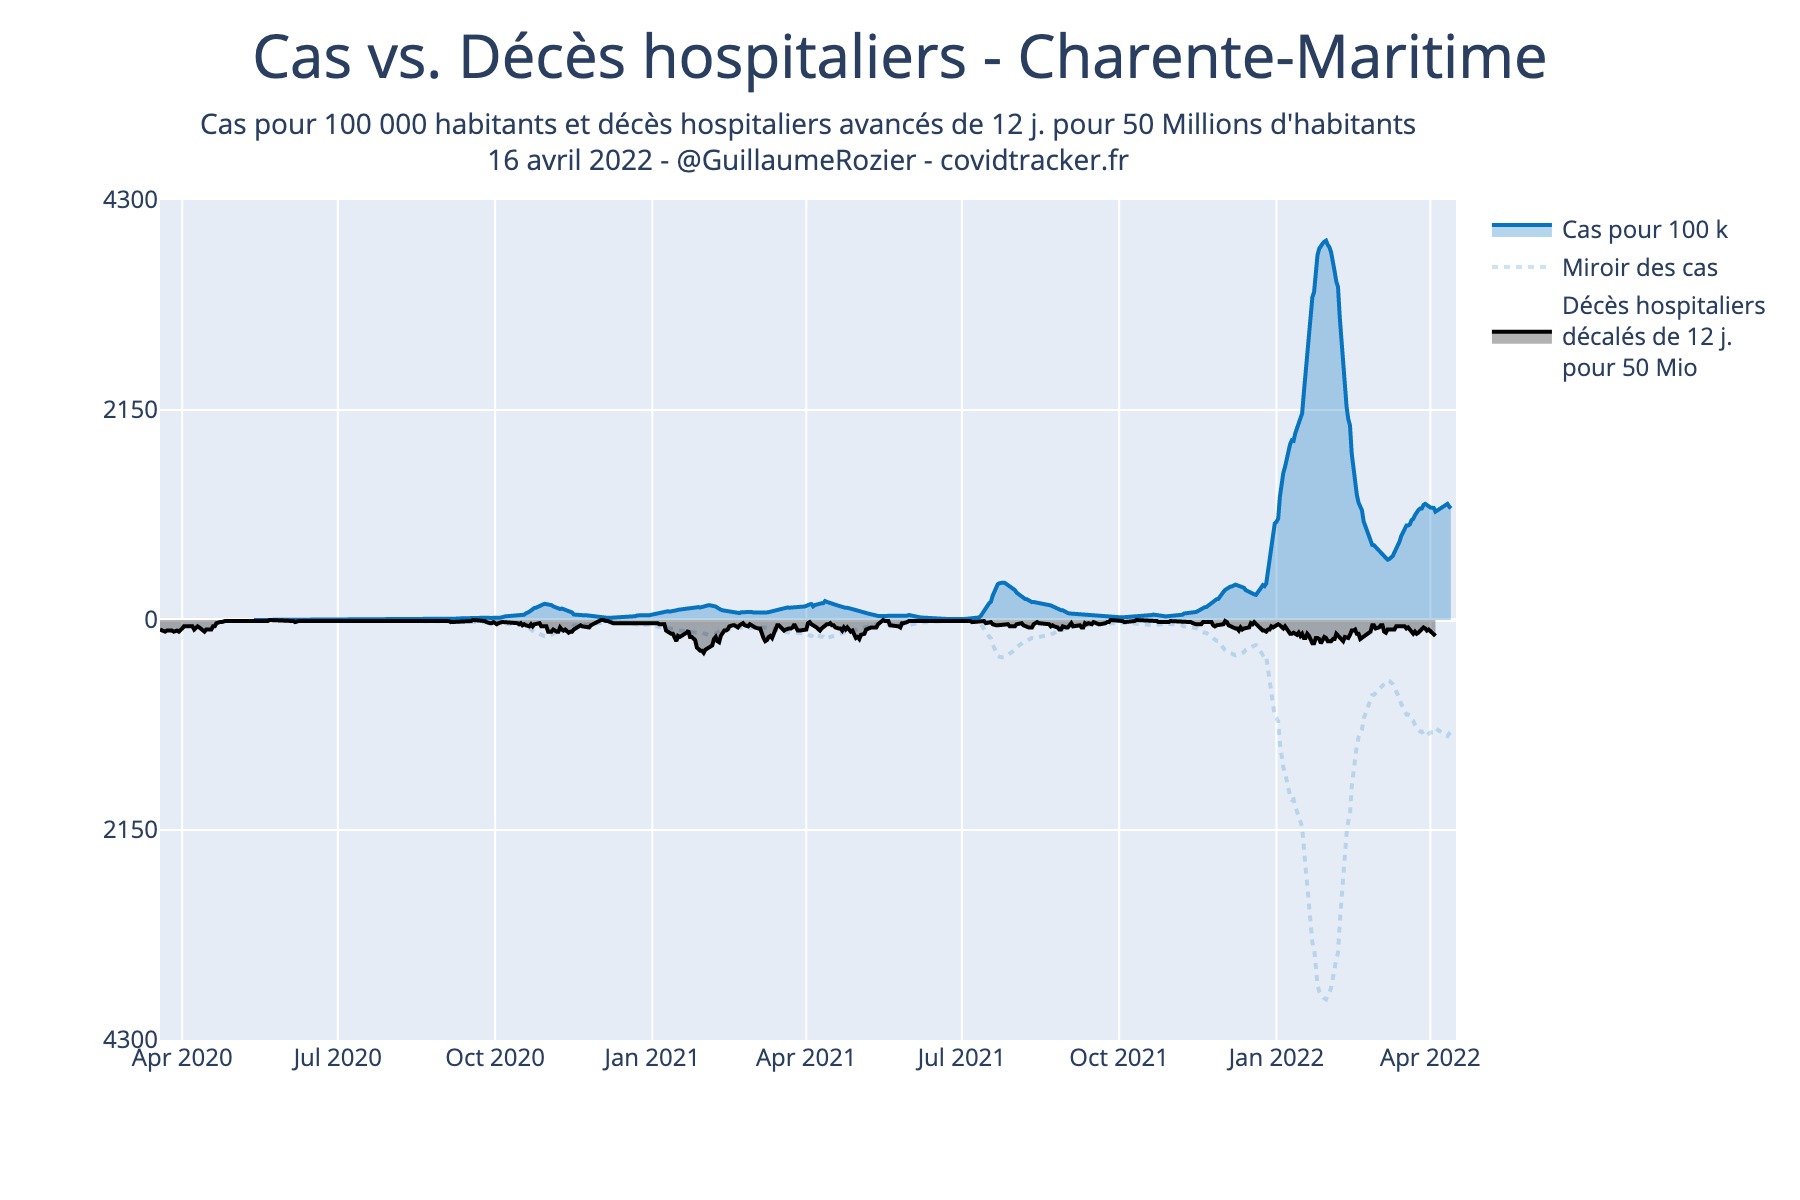 Cas vs. Décès hospitaliers - Charente-Maritime
Cas pour 100 000 habitants et décès hospitaliers avancés de 12 j. pour 50 Millions d'habitants
16 avril 2022 - @GuillaumeRozier - covidtracker.fr
4300
2150
0
2150
4300
Apr 2020
Jul 2020
Oct 2020
Jan 2021
Apr 2021
Jul 2021
Oct 2021
Jan 2022
Apr 2022
Cas pour 100 k
Miroir des cas
Décès hospitaliers
décalés de 12 j.
pour 50 Mio